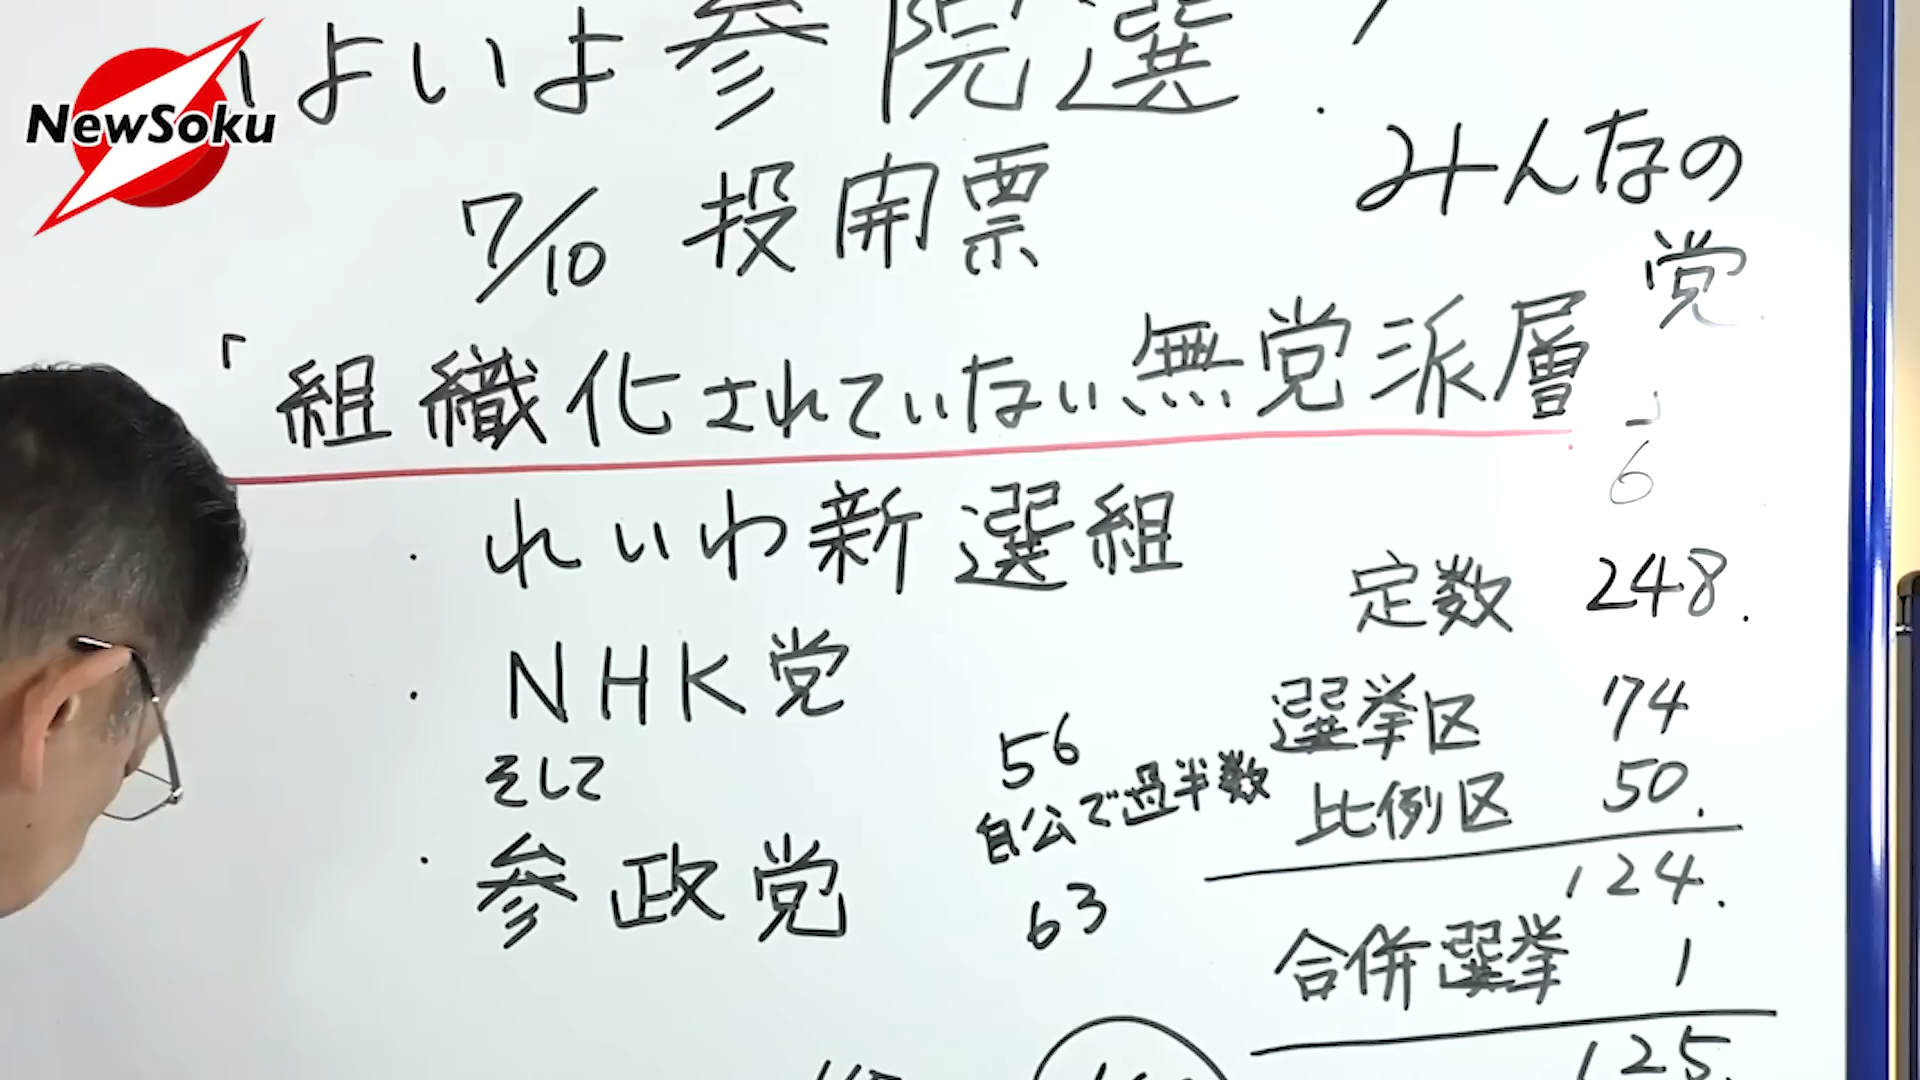 NewSoku
いよいよ参院選
7/10 投開票
みんなの
党
「組織化されていない無党派層
6
・れいわ新選組
・NHK党
そして
・参政党
56
自公で過半数
63
定数 248.
選挙区 74
比例区 50.
124.
合併選挙 1
125.